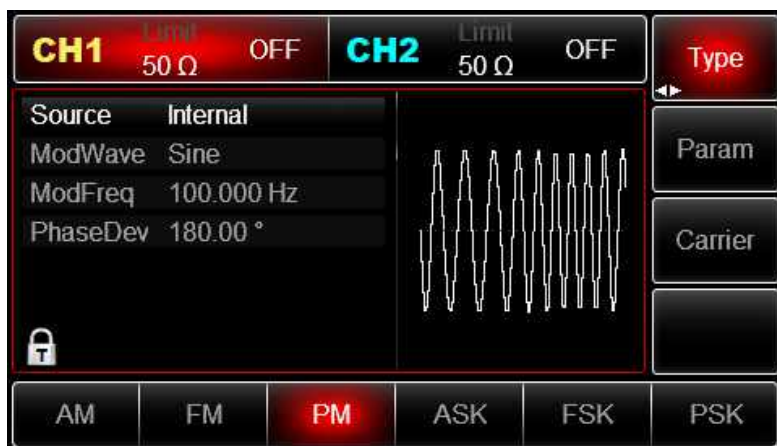 CH1 Limit 50 Ω OFF CH2 Limit 50 Ω OFF Type
Source Internal
ModWave Sine
ModFreq 100.000 Hz
PhaseDev 180.00 °
Param
Carrier
T
AM FM PM ASK FSK PSK